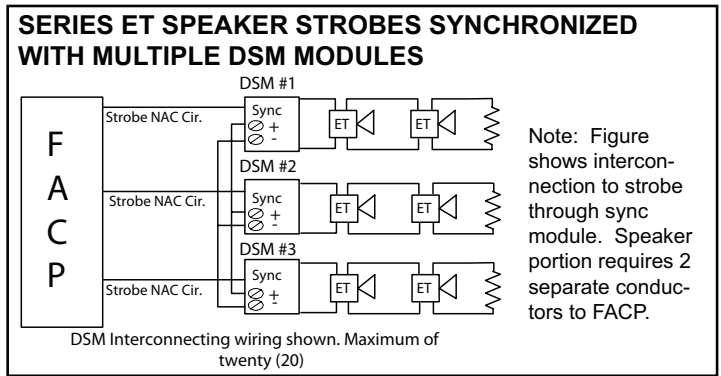 SERIES ET SPEAKER STROBES SYNCHRONIZED
WITH MULTIPLE DSM MODULES
DSM #1
Strobe NAC Cir.
Sync
+
-
ET
ET
DSM #2
Strobe NAC Cir.
Sync
+
-
ET
ET
DSM #3
Strobe NAC Cir.
Sync
+
-
ET
ET
F
A
C
P
Note: Figure
shows intercon-
nection to strobe
through sync
module. Speaker
portion requires 2
separate conduc-
tors to FACP.
DSM Interconnecting wiring shown. Maximum of
twenty (20)